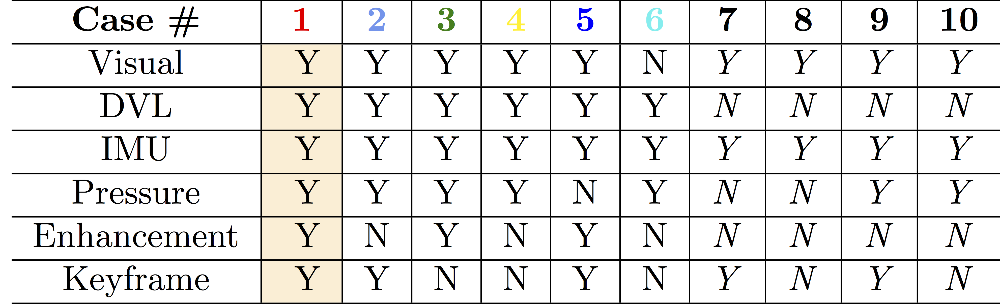 Case # 1 2 3 4 5 6 7 8 9 10
Visual Y Y Y Y Y N Y Y Y Y
DVL Y Y Y Y Y Y N N N N
IMU Y Y Y Y Y Y Y Y Y Y
Pressure Y Y Y Y N Y N N Y Y
Enhancement Y N Y N Y N N N N N
Keyframe Y Y N N Y N Y N Y N